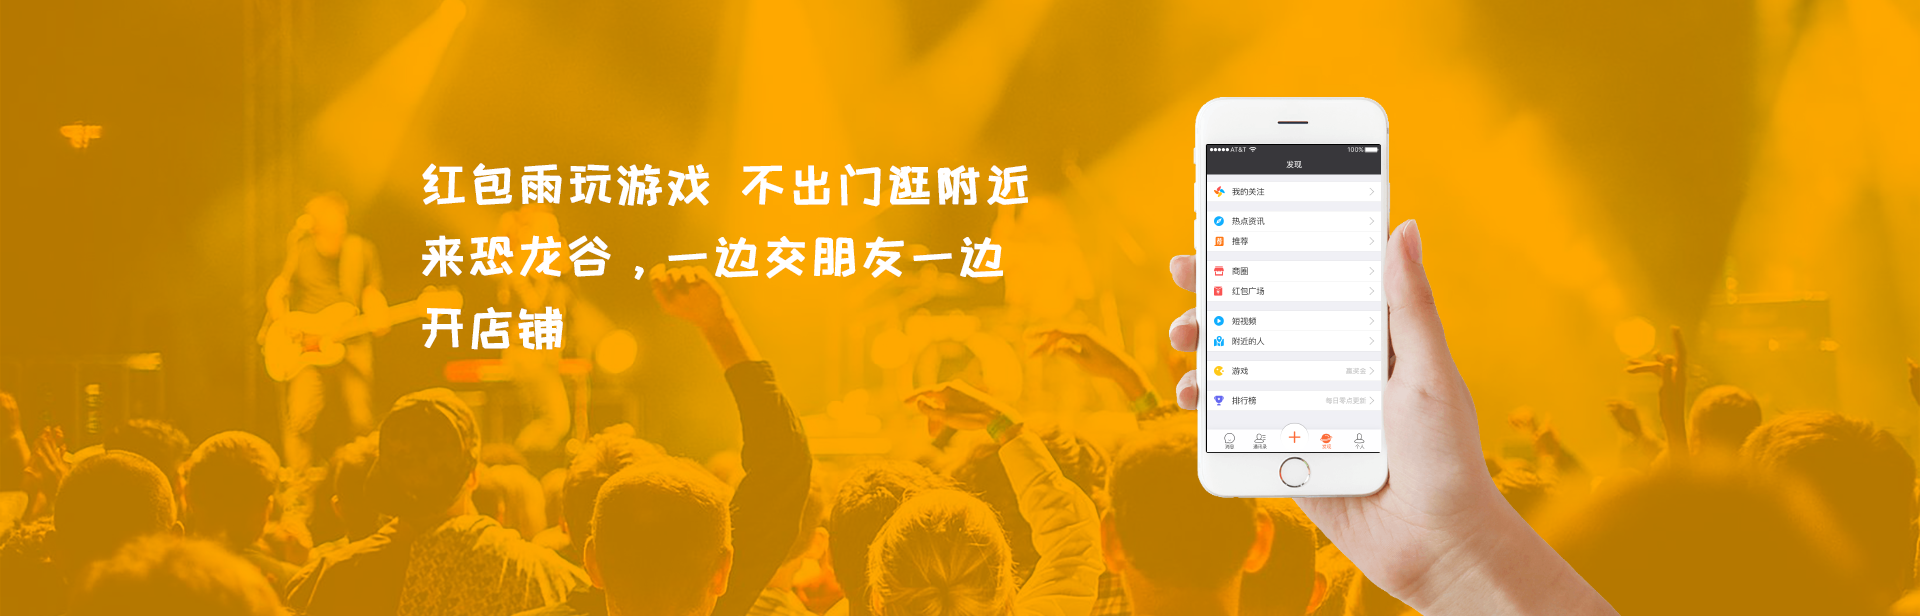 红包雨玩游戏 不出门逛附近
来恐龙谷，一边交朋友一边
开店铺
AT&T 100%
发现
我的关注
热点资讯
推荐
商圈
红包广场
短视频
附近的人
游戏 赢奖金
排行榜 每日零点更新
消息 通讯录 发现 个人